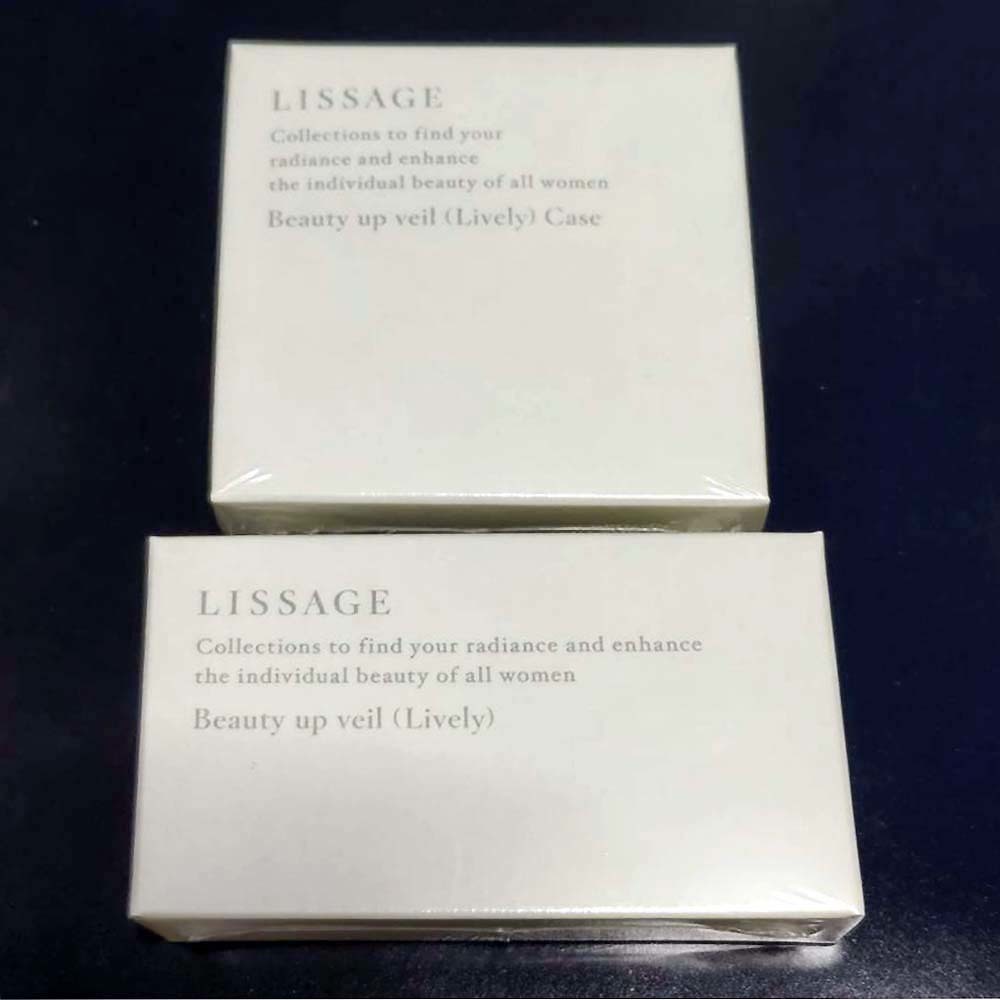 LISSAGE
Collections to find your
radiance and enhance
the individual beauty of all women
Beauty up veil (Lively) Case
LISSAGE
Collections to find your radiance and enhance
the individual beauty of all women
Beauty up veil (Lively)